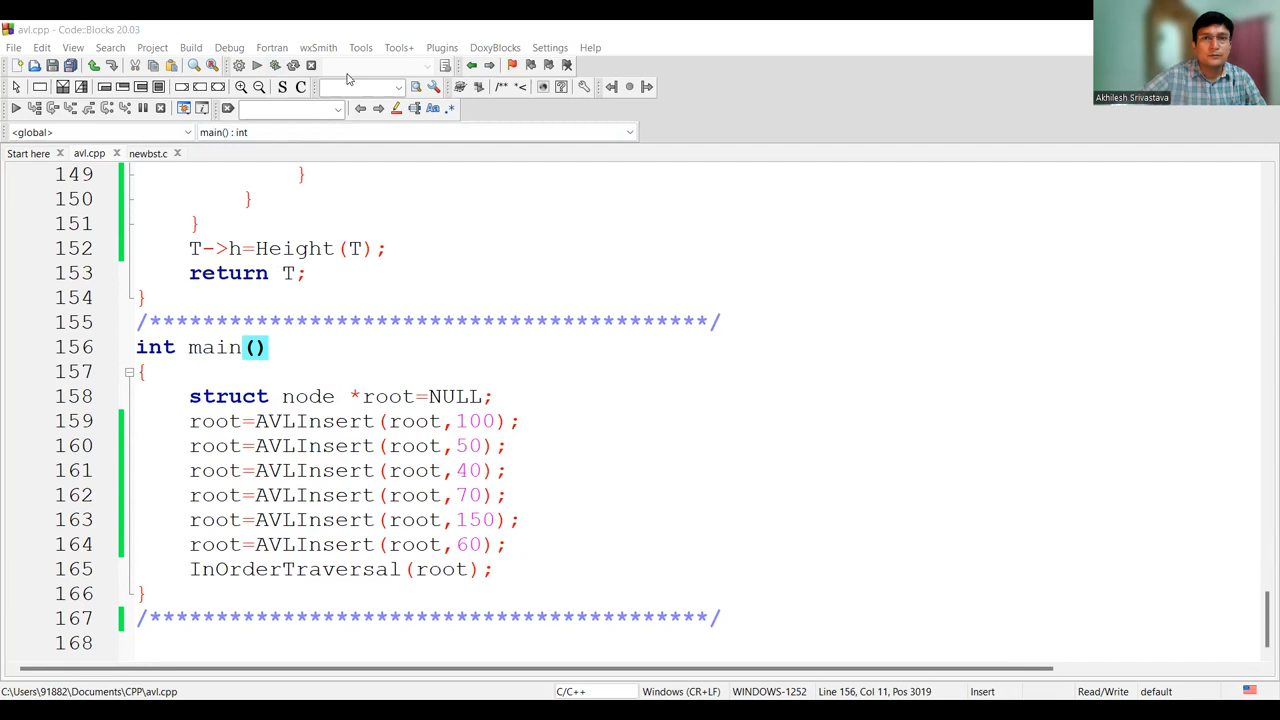 avl.cpp - Code::Blocks 20.03
File Edit View Search Project Build Debug Fortran wxSmith Tools Tools+ Plugins DoxyBlocks Settings Help
Akhilesh Srivastava
S C /** *<
Aa .*
<global> main() : int
Start here avl.cpp newbst.c
149 }
150 }
151 }
152 T->h=Height(T);
153 return T;
154 }
155 /******************************************/
156 int main()
157 {
158 struct node *root=NULL;
159 root=AVLInsert(root,100);
160 root=AVLInsert(root,50);
161 root=AVLInsert(root,40);
162 root=AVLInsert(root,70);
163 root=AVLInsert(root,150);
164 root=AVLInsert(root,60);
165 InOrderTraversal(root);
166 }
167 /******************************************/
168
C:\Users\91882\Documents\CPP\avl.cpp C/C++ Windows (CR+LF) WINDOWS-1252 Line 156, Col 11, Pos 3019 Insert Read/Write default